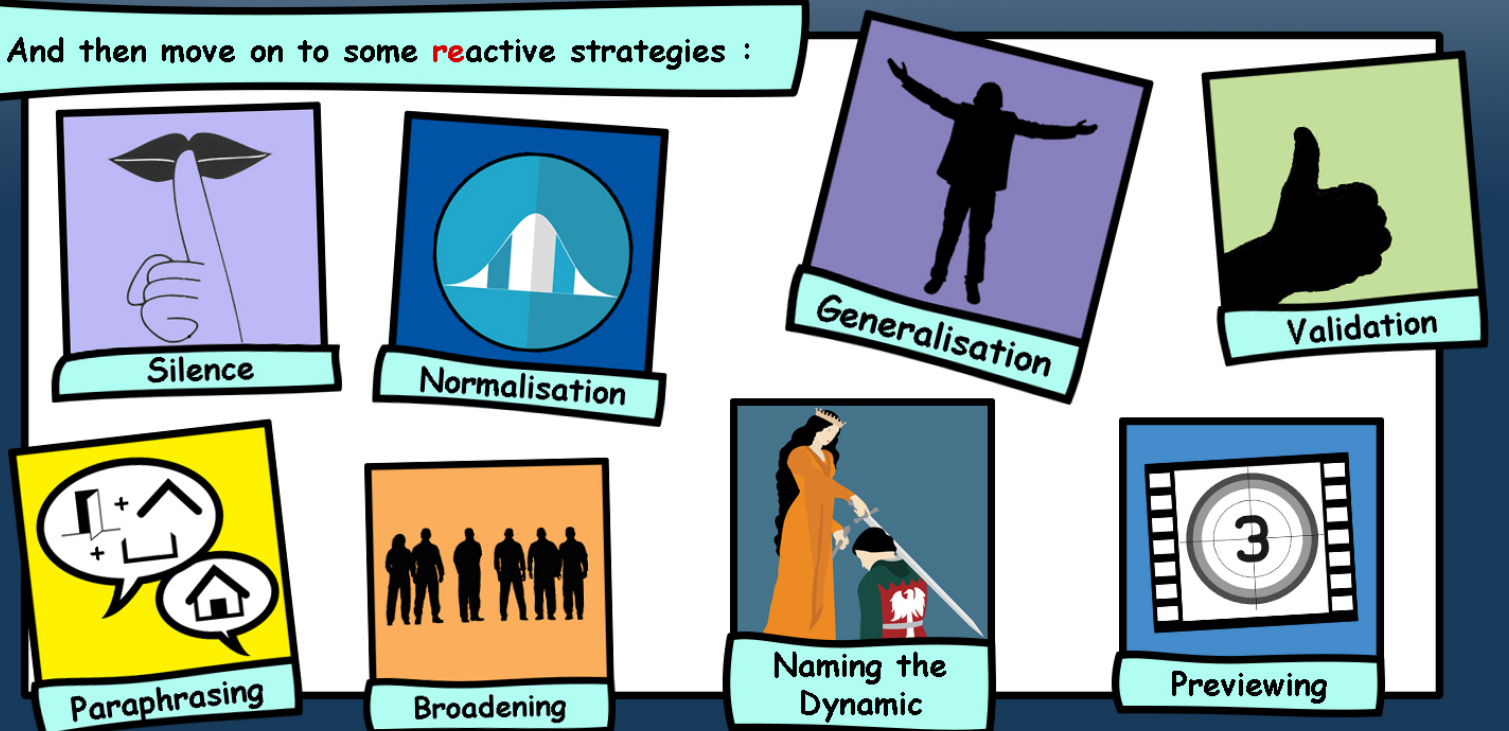 And then move on to some reactive strategies :
Silence
Normalisation
Generalisation
Validation
Paraphrasing
Broadening
Naming the
Dynamic
3
Previewing